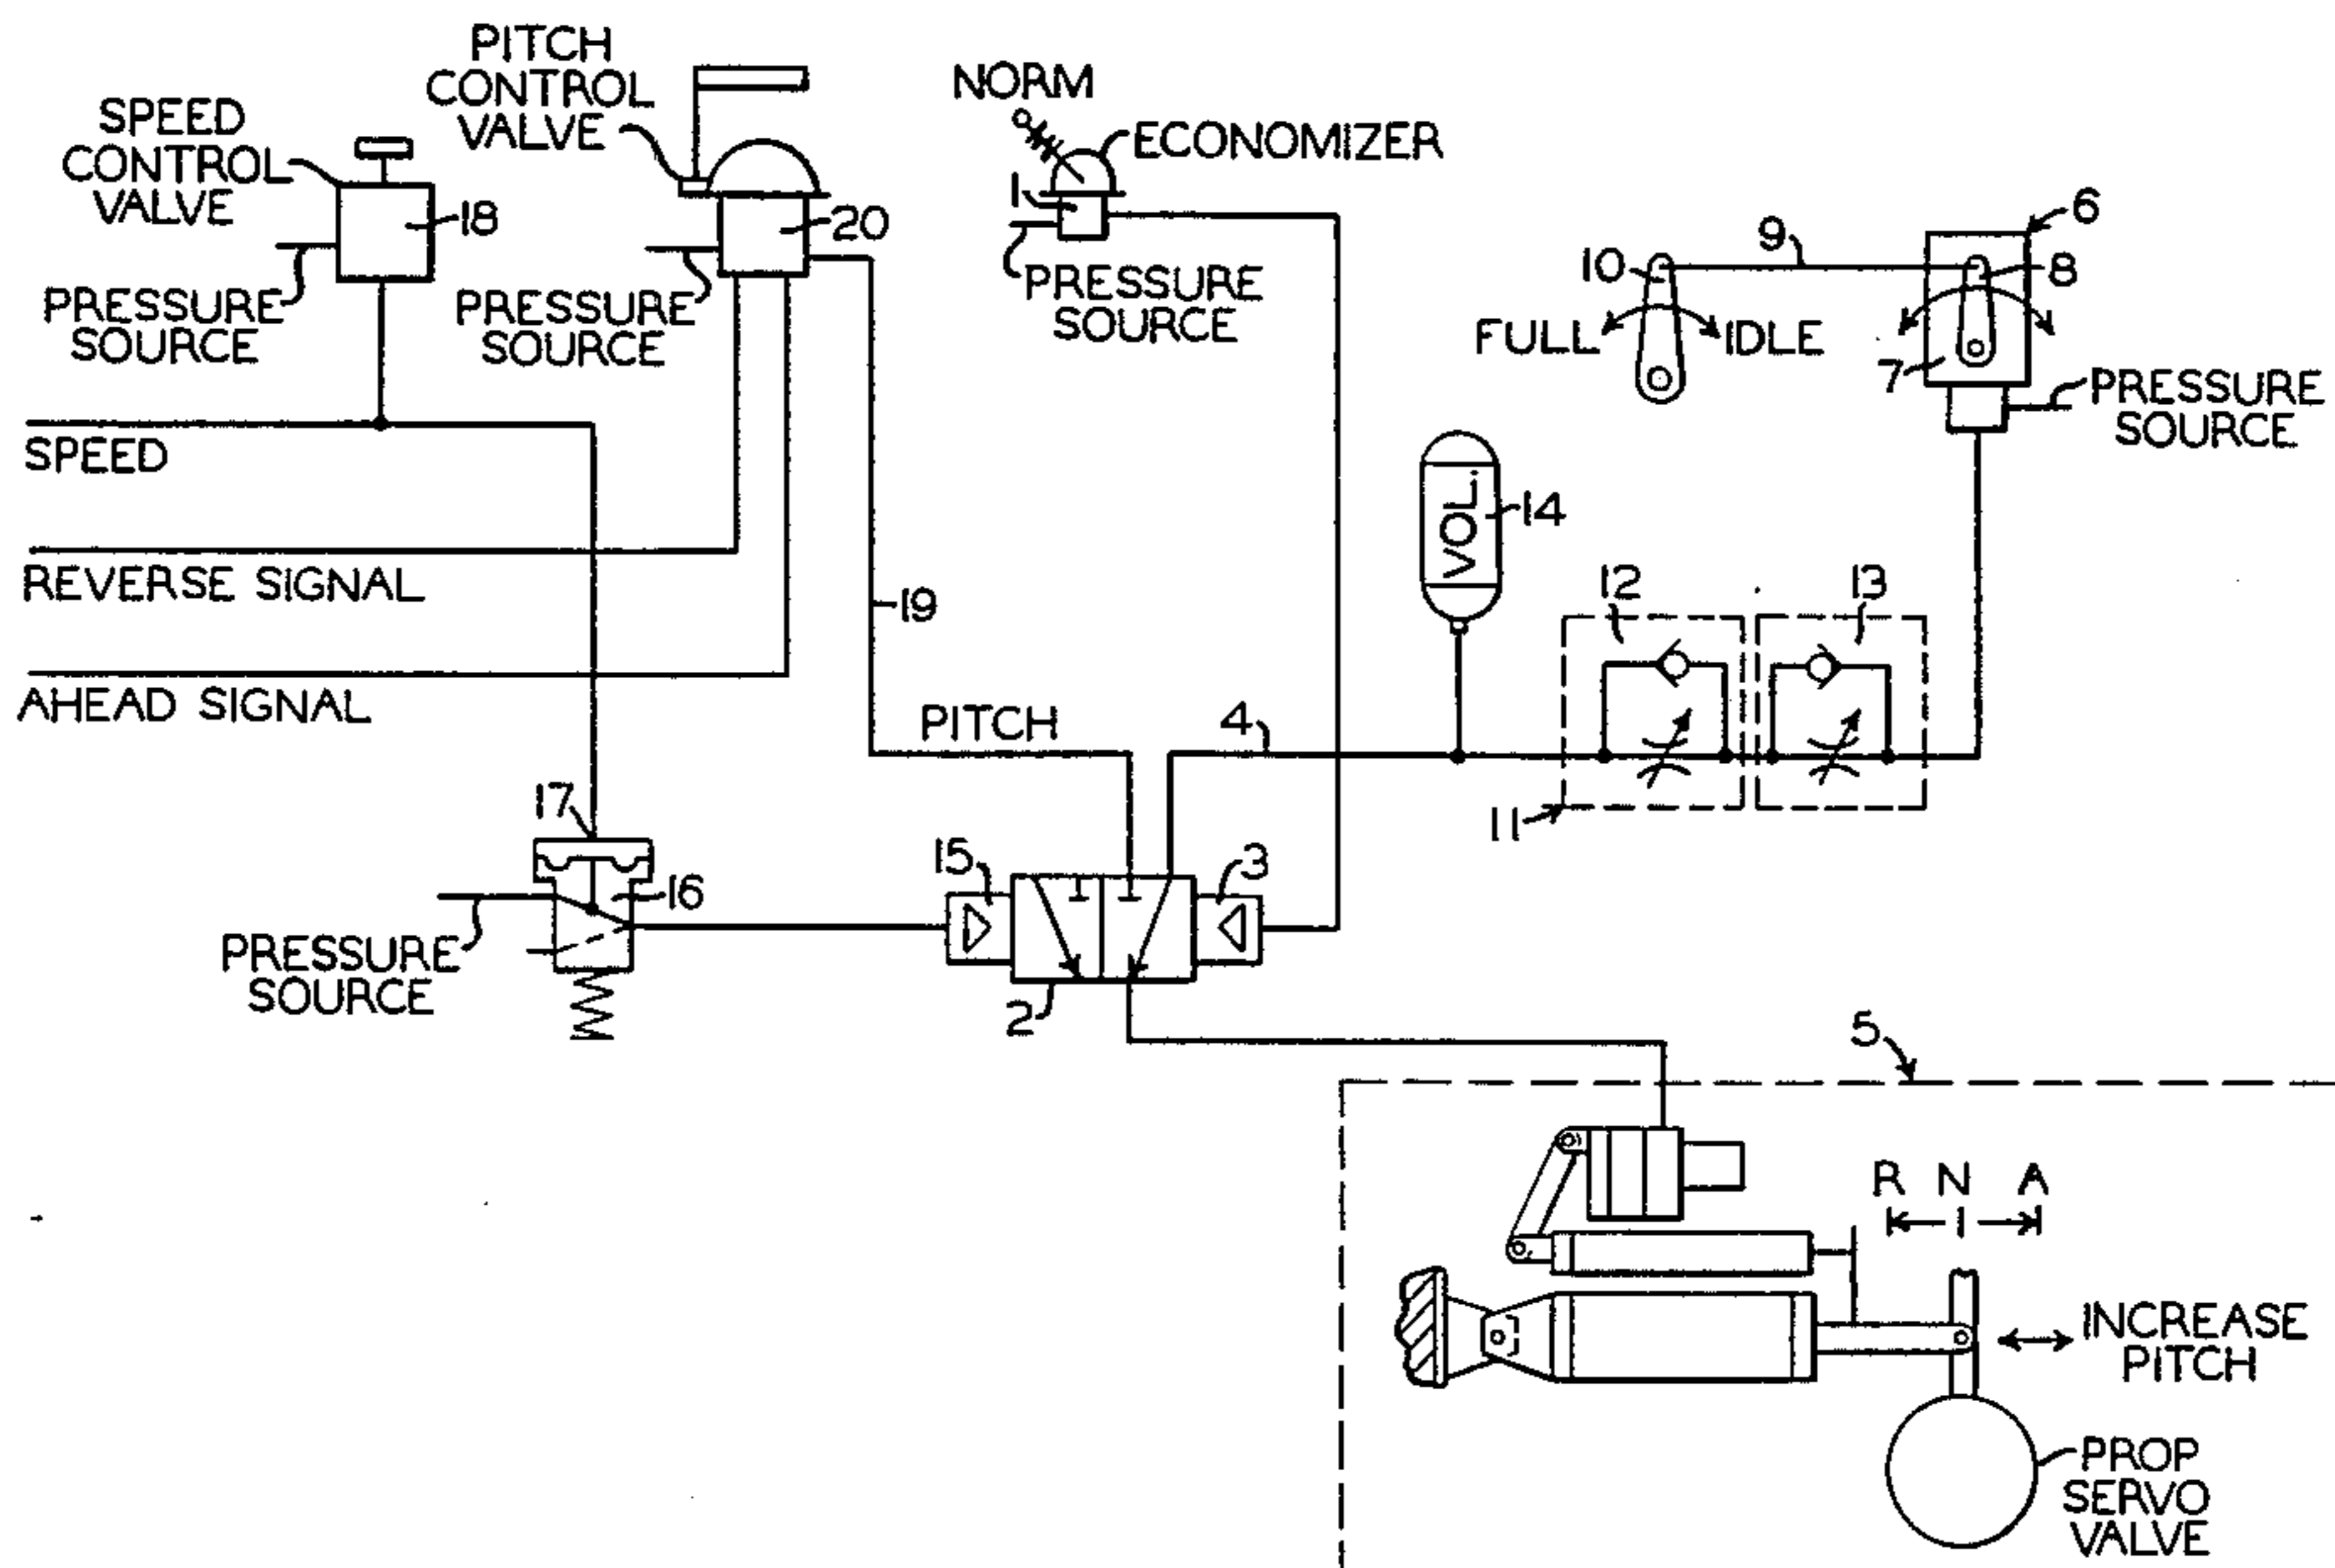 PITCH
CONTROL
VALVE
SPEED
CONTROL
VALVE
NORM
ECONOMIZER
18
20
1
6
PRESSURE
SOURCE
PRESSURE
SOURCE
PRESSURE
SOURCE
10
9
8
FULL
IDLE
7
PRESSURE
SOURCE
SPEED
VOL.
14
REVERSE SIGNAL
19
12
13
AHEAD SIGNAL
PITCH
4
17
11
15
3
16
PRESSURE
SOURCE
2
5
R N A
INCREASE
PITCH
PROP
SERVO
VALVE